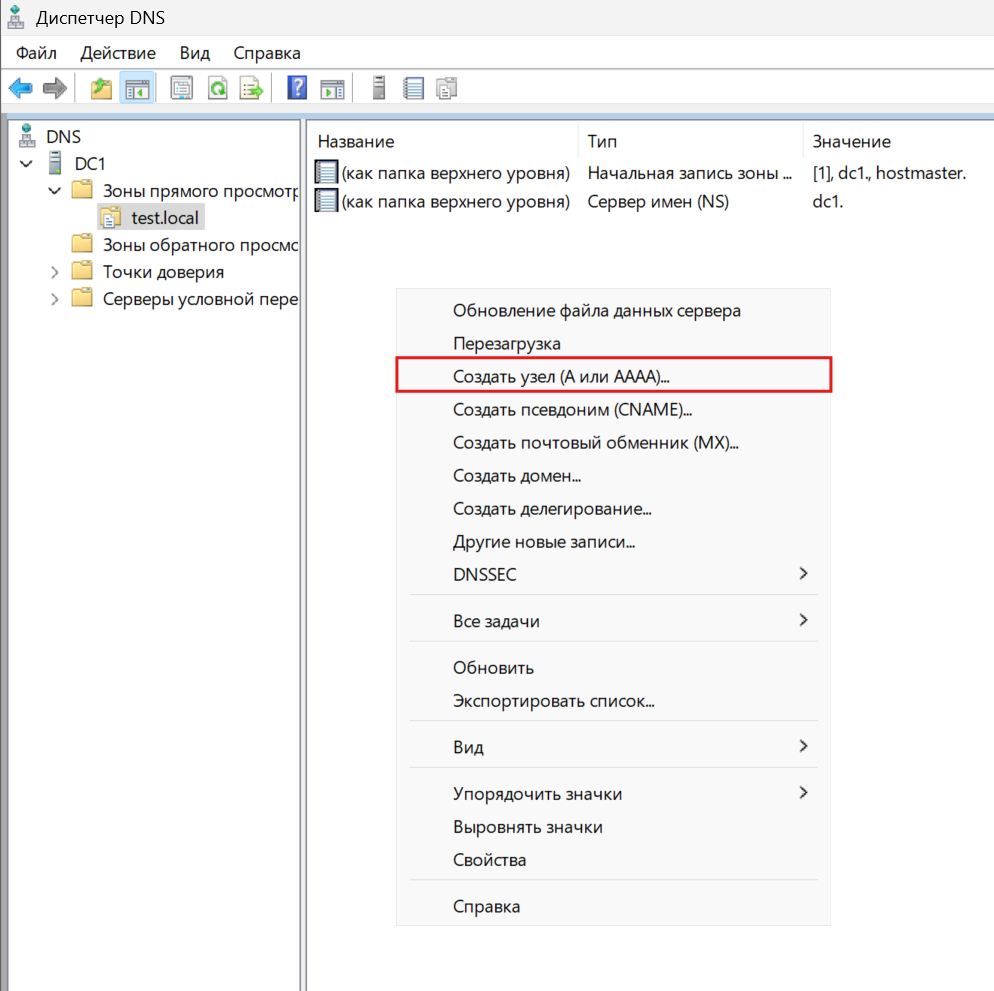 Диспетчер DNS
Файл Действие Вид Справка
DNS
DC1
Зоны прямого просмотр
test.local
Зоны обратного просмо
Точки доверия
Серверы условной пере
Название Тип Значение
(как папка верхнего уровня) Начальная запись зоны ... [1], dc1., hostmaster.
(как папка верхнего уровня) Сервер имен (NS) dc1.
Обновление файла данных сервера
Перезагрузка
Создать узел (A или AAAA)...
Создать псевдоним (CNAME)...
Создать почтовый обменник (MX)...
Создать домен...
Создать делегирование...
Другие новые записи...
DNSSEC
Все задачи
Обновить
Экспортировать список...
Вид
Упорядочить значки
Выровнять значки
Свойства
Справка